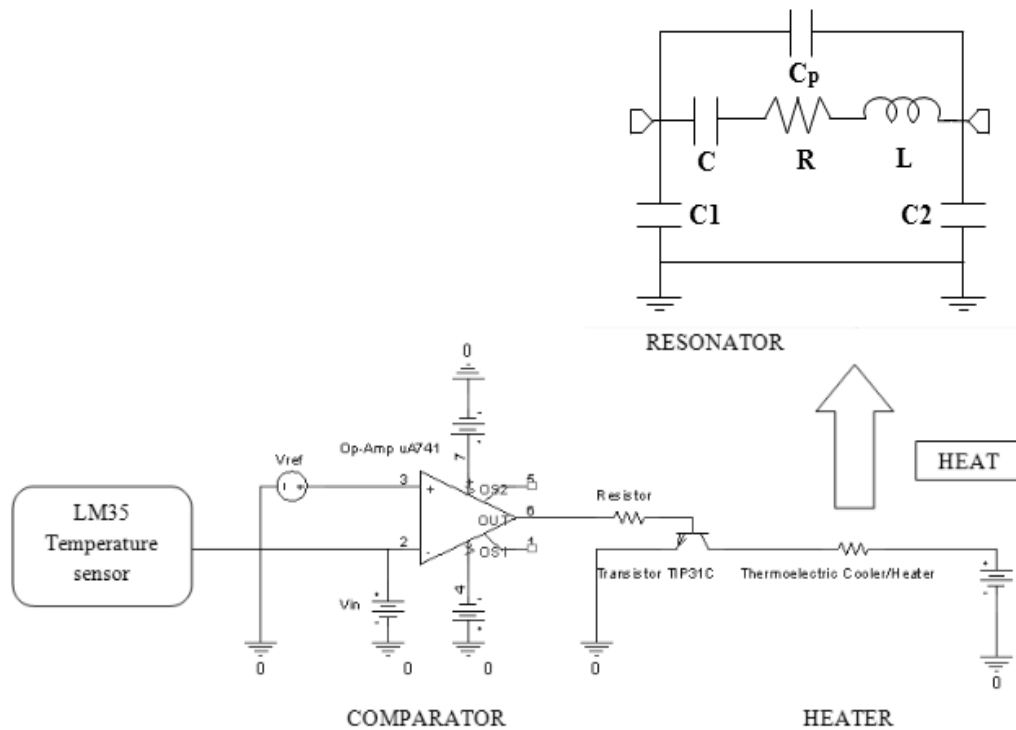 Cp
C
R
L
C1
C2
RESONATOR
0
Op-Amp uA741
7
5
HEAT
Vref
3
+
OS2
LM35
Temperature
sensor
OUT
6
Resistor
2
-
OS1
4
Transistor TIP31C
Thermoelectric Cooler/Heater
Vin
4
0
0
0
0
0
COMPARATOR
HEATER